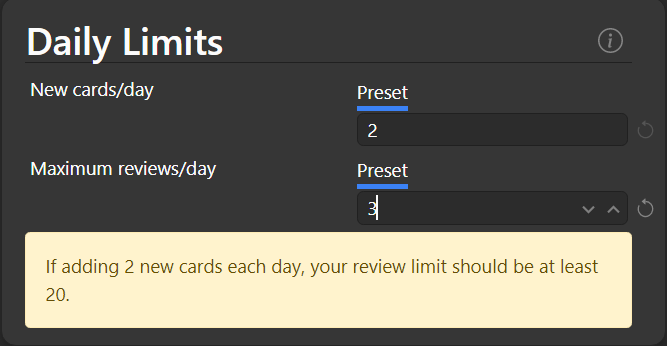 Daily Limits
New cards/day
Preset
2
Maximum reviews/day
Preset
3
If adding 2 new cards each day, your review limit should be at least
20.